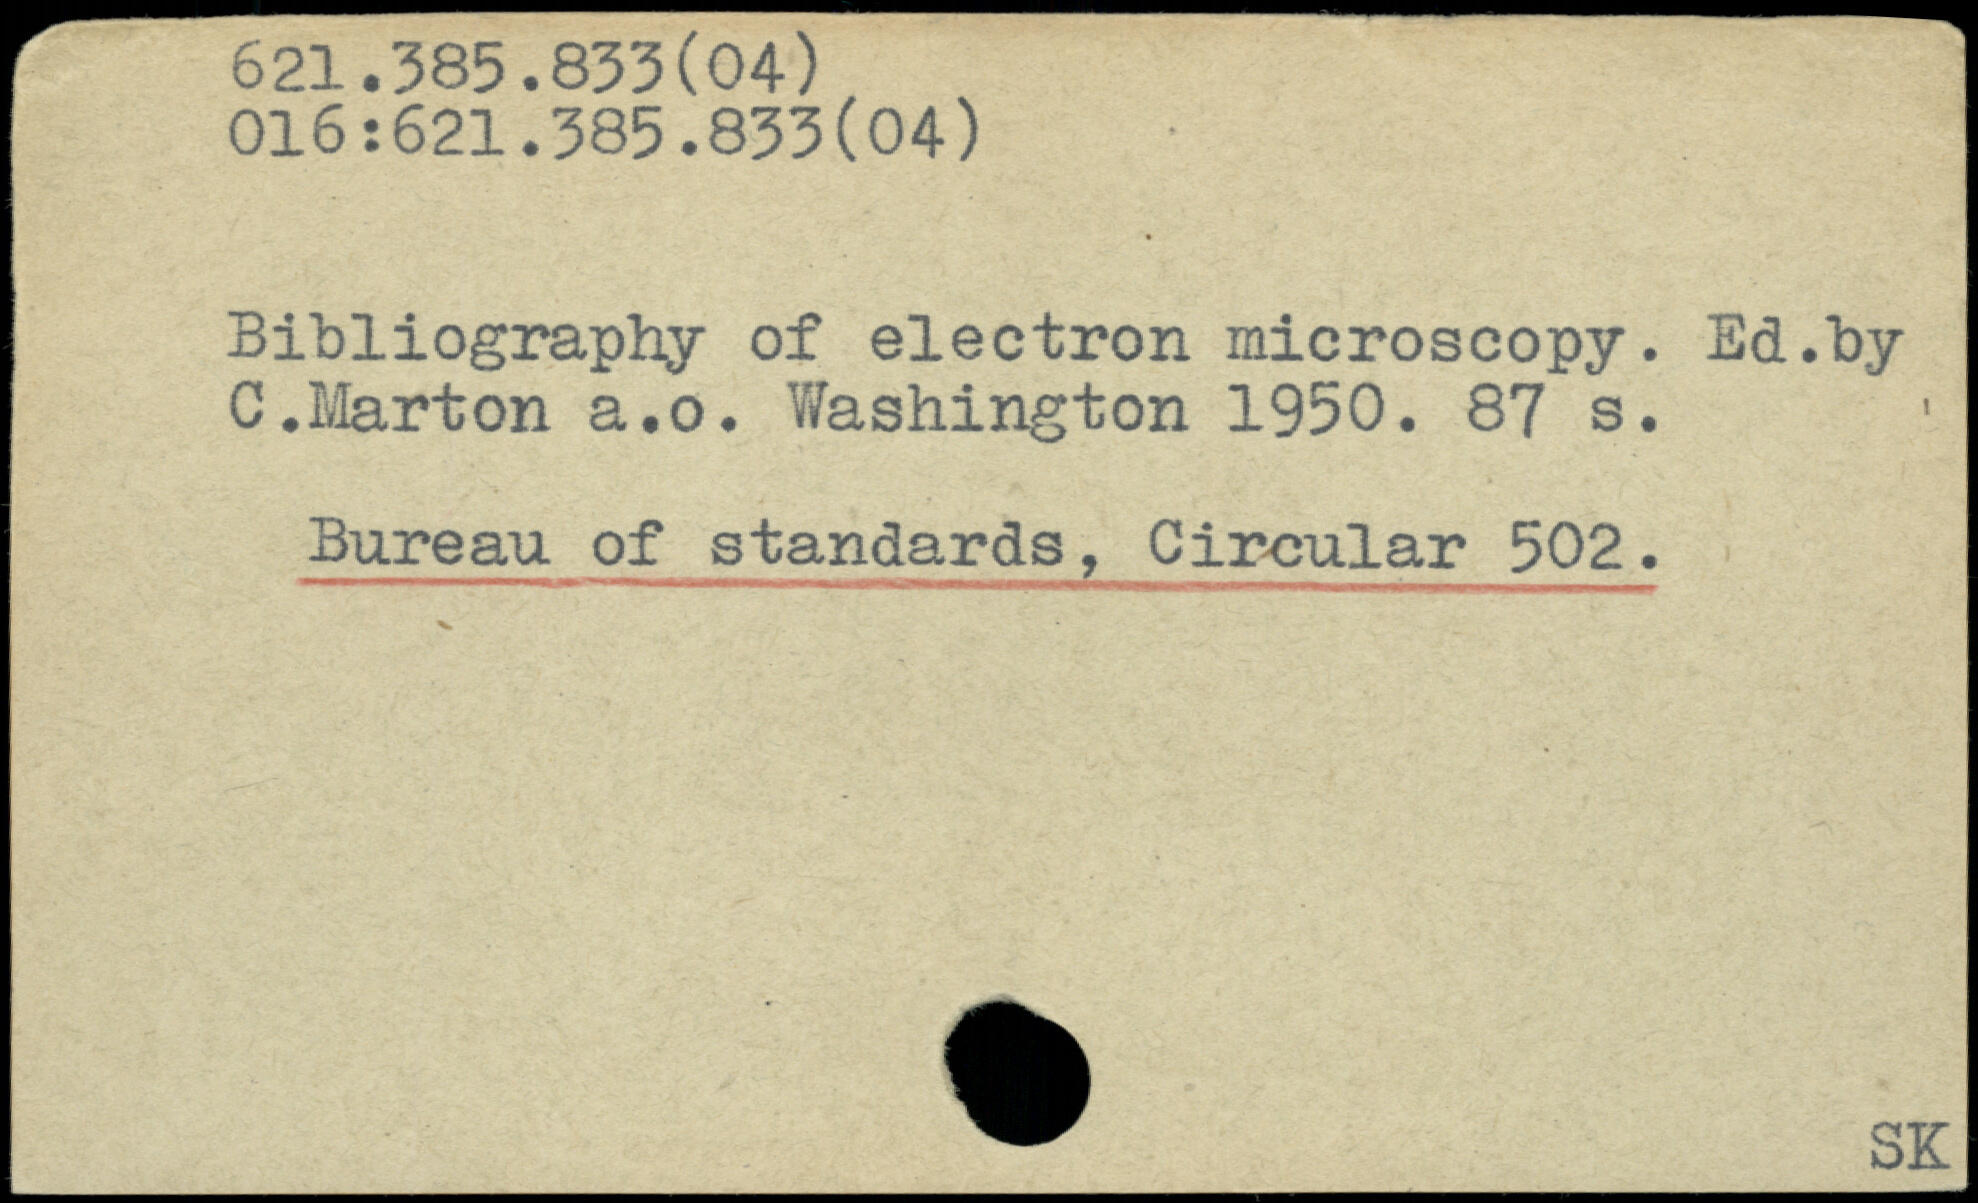 621.385.833(04)
016:621.385.833(04)
Bibliography of electron microscopy. Ed.by
C.Marton a.o. Washington 1950. 87 s.
Bureau of standards, Circular 502.
SK